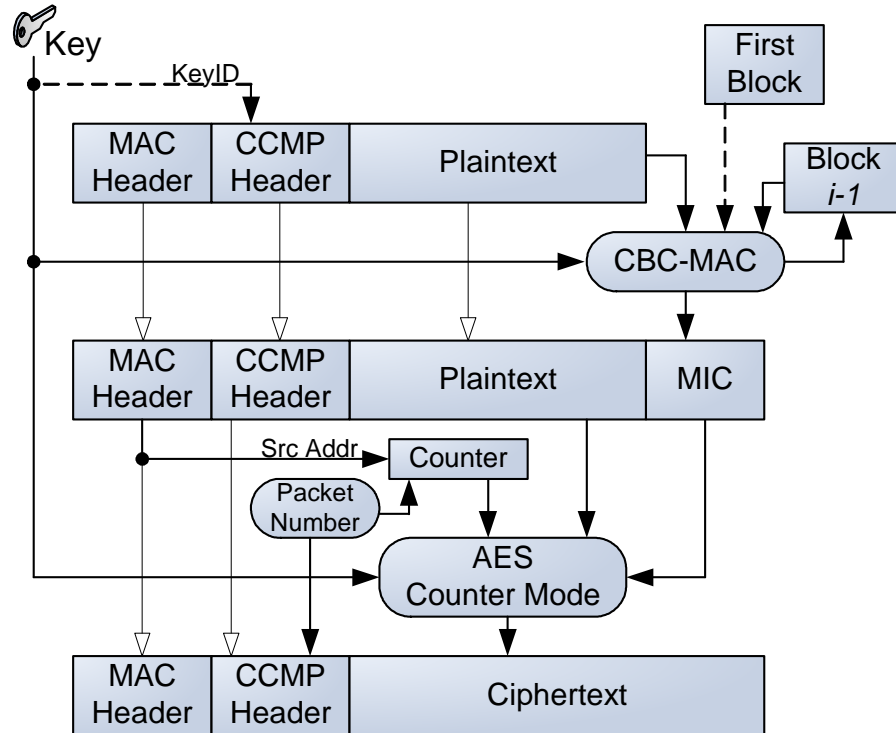 Key
First
Block
KeyID
MAC
Header
CCMP
Header
Plaintext
Block
i-1
CBC-MAC
MAC
Header
CCMP
Header
Plaintext
MIC
Src Addr
Counter
Packet
Number
AES
Counter Mode
MAC
Header
CCMP
Header
Ciphertext